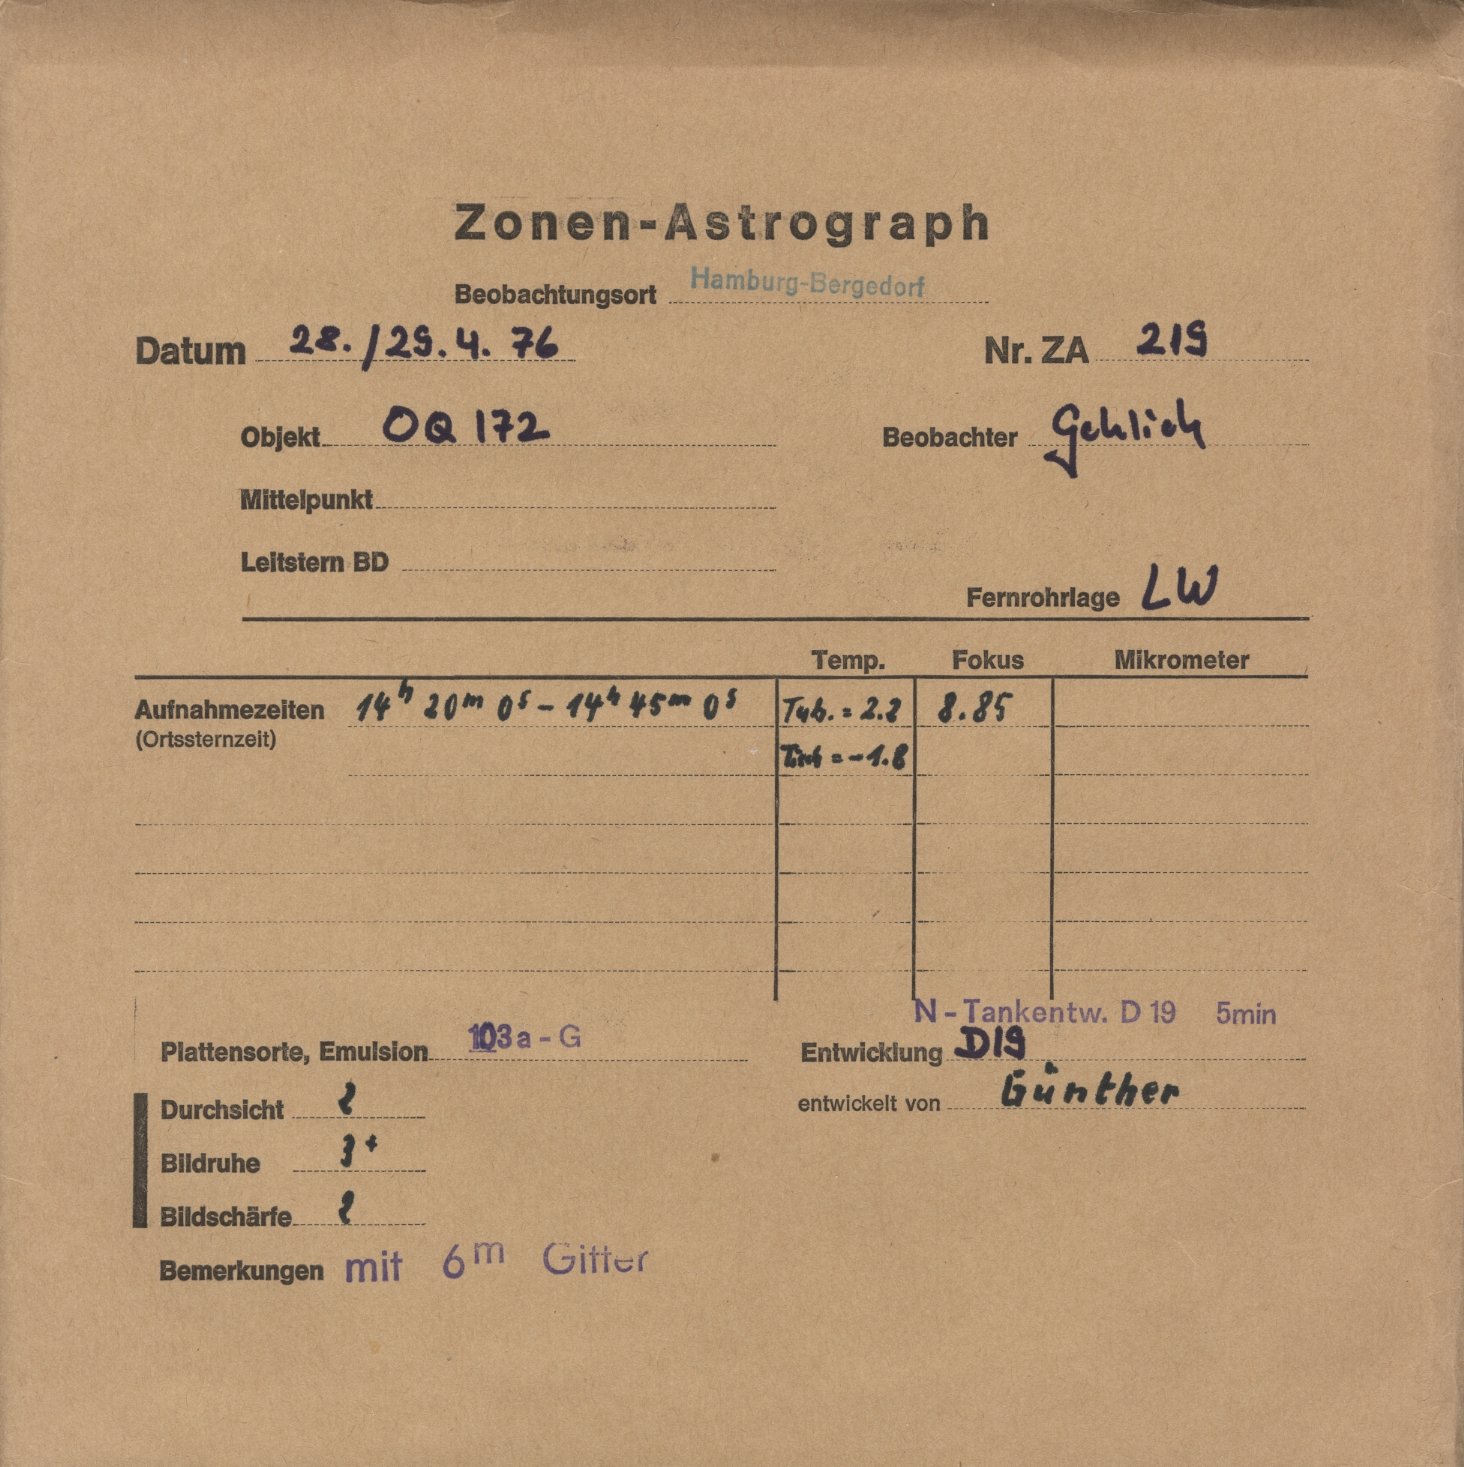 Zonen-Astrograph
Beobachtungsort Hamburg-Bergedorf
Datum 28./29.4.76 Nr. ZA 219
Objekt OQ 172 Beobachter Gehlich
Mittelpunkt
Leitstern BD
Fernrohrlage LW
Temp. Fokus Mikrometer
Aufnahmezeiten 14h 20m 0s - 14h 45m 0s Tub. = 2.2 8.85
(Ortssternzeit)
= -1.8
N-Tankentw. D 19 5min
Plattensorte, Emulsion 103a-G Entwicklung D19
Durchsicht 2 entwickelt von Günther
Bildruhe 3+
Bildschärfe 2
Bemerkungen mit 6m Gitter